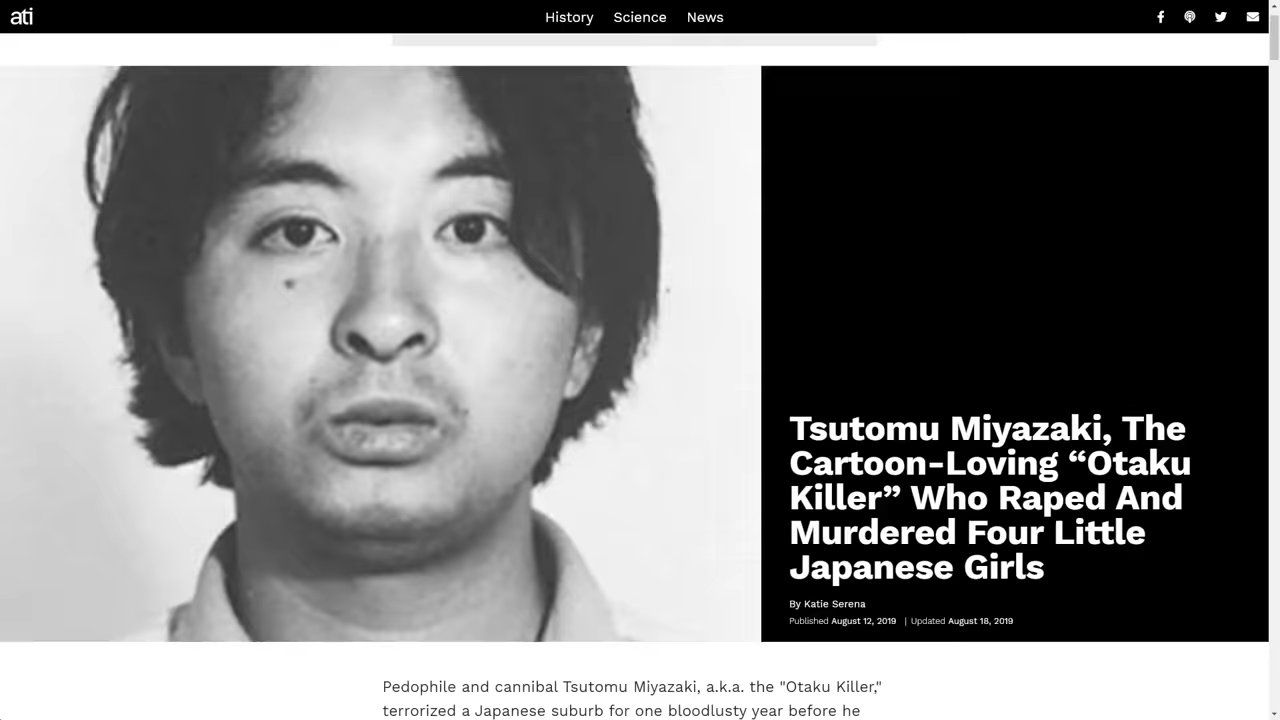 ati
History Science News
Tsutomu Miyazaki, The
Cartoon-Loving “Otaku
Killer” Who Raped And
Murdered Four Little
Japanese Girls
By Katie Serena
Published August 12, 2019 | Updated August 18, 2019
Pedophile and cannibal Tsutomu Miyazaki, a.k.a. the "Otaku Killer,"
terrorized a Japanese suburb for one bloodlusty year before he